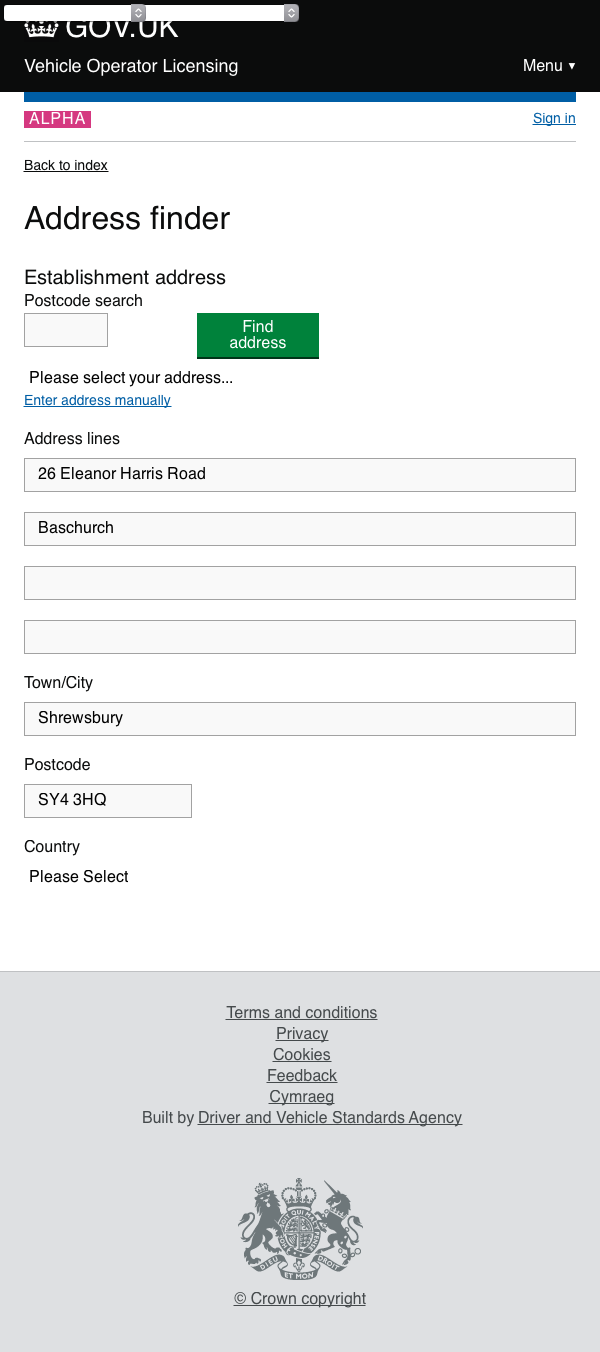 GOV.UK
Vehicle Operator Licensing
Menu ▼
ALPHA
Sign in
Back to index
Address finder
Establishment address
Postcode search
Find
address
Please select your address...
Enter address manually
Address lines
26 Eleanor Harris Road
Baschurch
Town/City
Shrewsbury
Postcode
SY4 3HQ
Country
Please Select
Terms and conditions
Privacy
Cookies
Feedback
Cymraeg
Built by Driver and Vehicle Standards Agency
DIEU ET MON DROIT
© Crown copyright